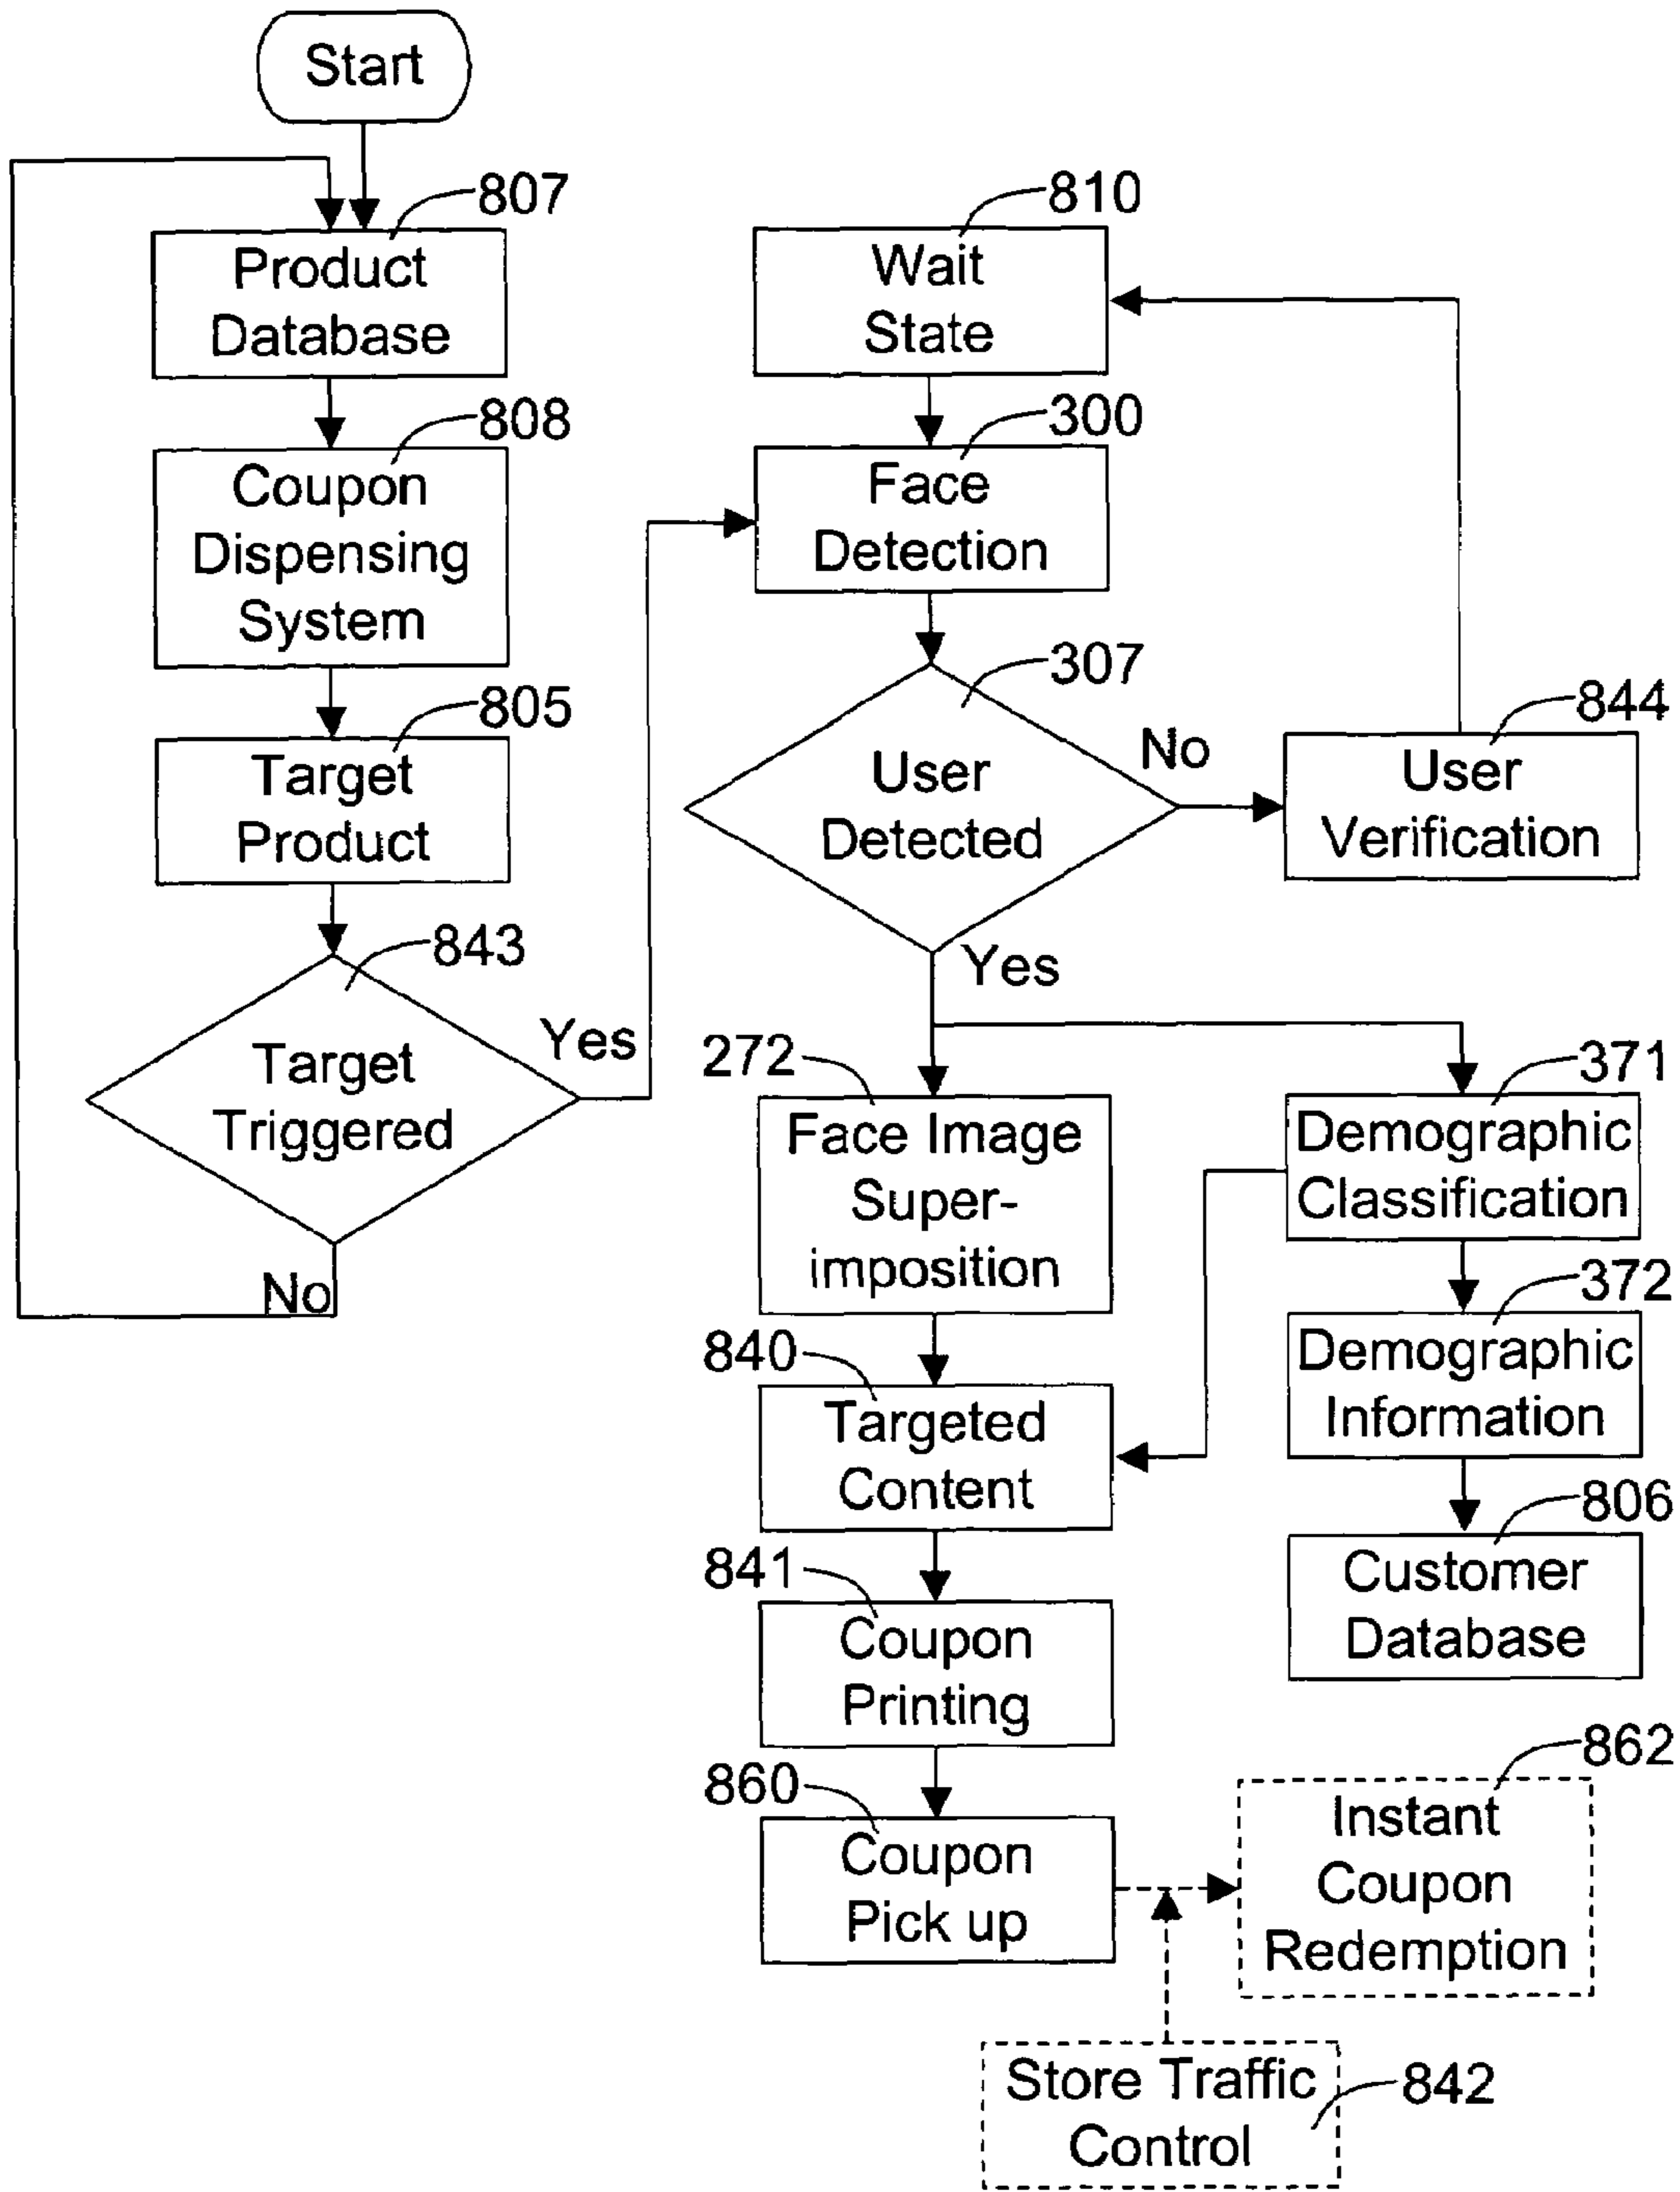 Start
807
Product
Database
808
Coupon
Dispensing
System
805
Target
Product
843
Target
Triggered
Yes
No
810
Wait
State
300
Face
Detection
307
User
Detected
No
Yes
844
User
Verification
272
Face Image
Super-
imposition
371
Demographic
Classification
372
Demographic
Information
840
Targeted
Content
806
Customer
Database
841
Coupon
Printing
860
Coupon
Pick up
862
Instant
Coupon
Redemption
Store Traffic
Control
842